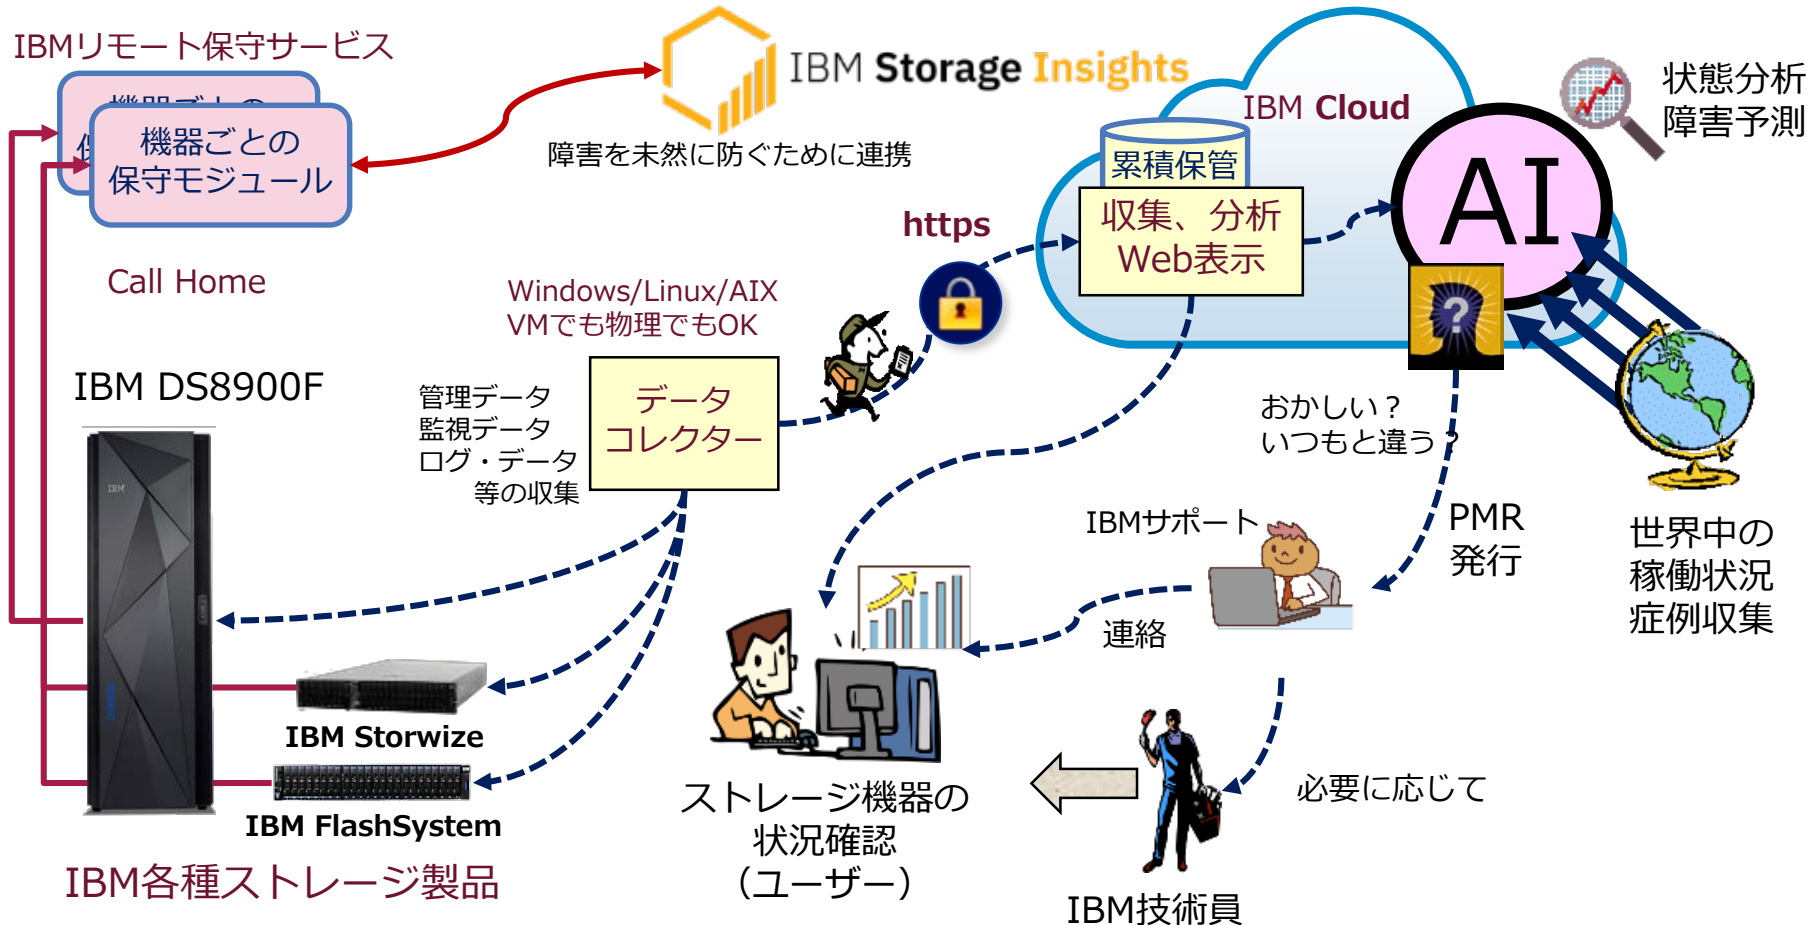 IBMリモート保守サービス
機器ごとの
機器ごとの
保守モジュール
IBM Storage Insights
障害を未然に防ぐために連携
IBM Cloud
状態分析
障害予測
累積保管
収集、分析
Web表示
AI
https
Call Home
Windows/Linux/AIX
VMでも物理でもOK
IBM DS8900F
管理データ
監視データ
ログ・データ
等の収集
データ
コレクター
?
おかしい？
いつもと違う？
IBM
IBMサポート
PMR
発行
世界中の
稼働状況
症例収集
連絡
IBM Storwize
IBM FlashSystem
IBM各種ストレージ製品
ストレージ機器の
状況確認
（ユーザー）
必要に応じて
IBM技術員